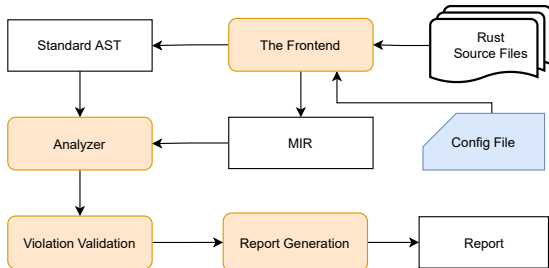 Standard AST
The Frontend
Rust
Source Files
Analyzer
MIR
Config File
Violation Validation
Report Generation
Report